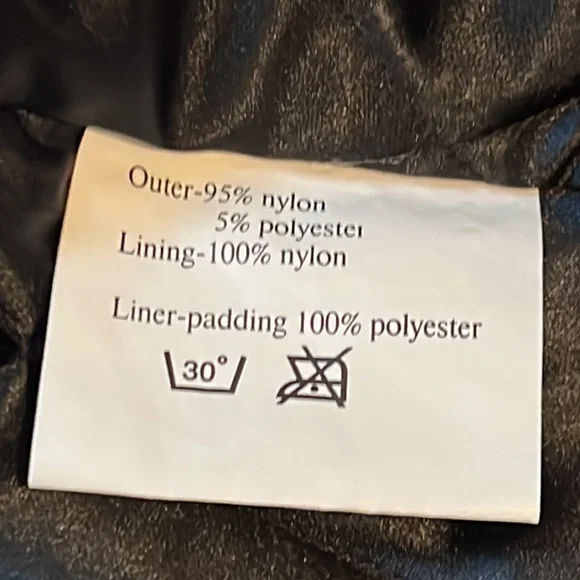 Outer-95% nylon
5% polyester
Lining-100% nylon
Liner-padding 100% polyester
30°